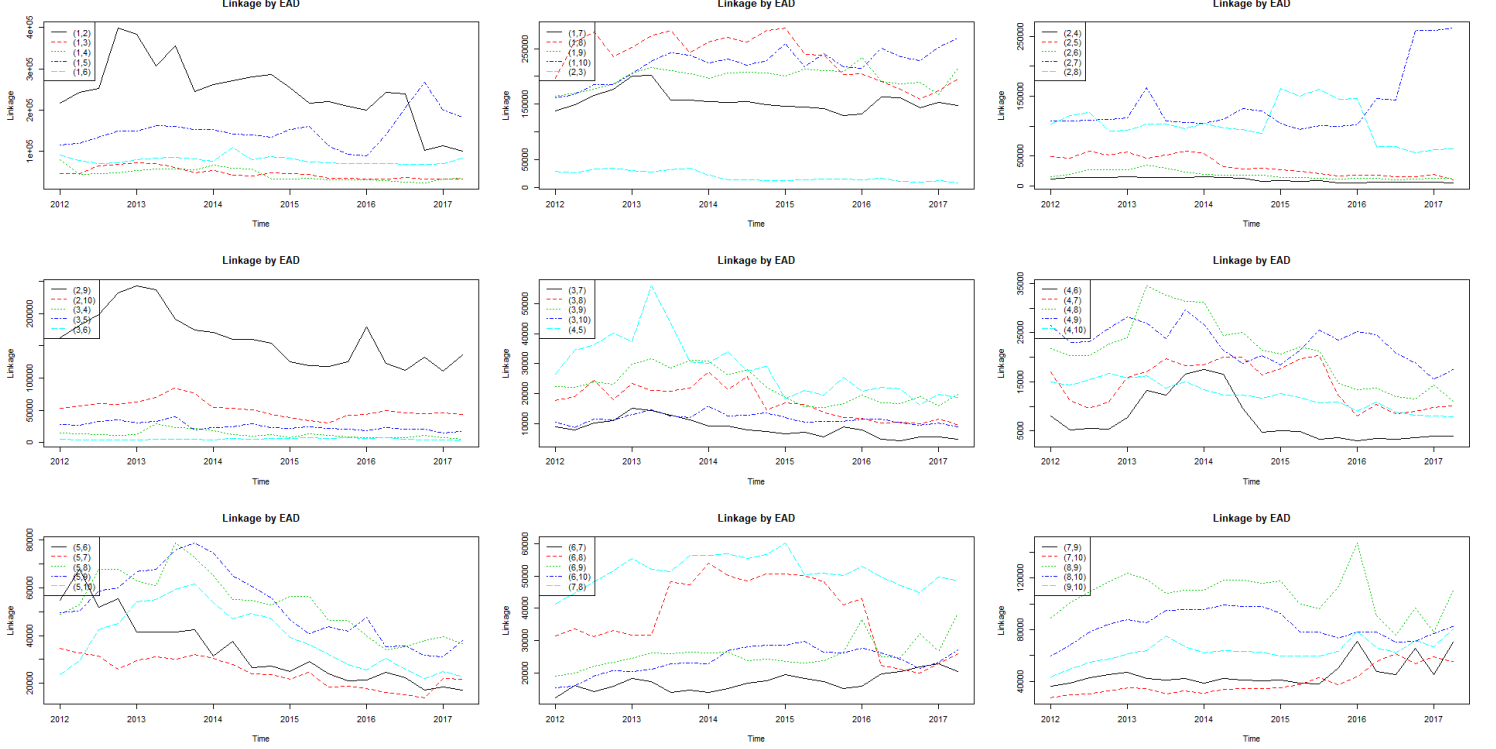 Linkage by EAD
Linkage
4e+05
3e+05
2e+05
1e+05
(1,2)
(1,3)
(1,4)
(1,5)
(1,6)
2012 2013 2014 2015 2016 2017
Time
Linkage by EAD
Linkage
250000
150000
50000
0
(1,7)
(1,8)
(1,9)
(1,10)
(2,3)
2012 2013 2014 2015 2016 2017
Time
Linkage by EAD
Linkage
250000
150000
50000
0
(2,4)
(2,5)
(2,6)
(2,7)
(2,8)
2012 2013 2014 2015 2016 2017
Time
Linkage by EAD
Linkage
200000
100000
50000
0
(2,9)
(2,10)
(3,4)
(3,5)
(3,6)
2012 2013 2014 2015 2016 2017
Time
Linkage by EAD
Linkage
50000
40000
30000
20000
10000
(3,7)
(3,8)
(3,9)
(3,10)
(4,5)
2012 2013 2014 2015 2016 2017
Time
Linkage by EAD
Linkage
35000
25000
15000
5000
(4,6)
(4,7)
(4,8)
(4,9)
(4,10)
2012 2013 2014 2015 2016 2017
Time
Linkage by EAD
Linkage
80000
60000
40000
20000
(5,6)
(5,7)
(5,8)
(5,9)
(5,10)
2012 2013 2014 2015 2016 2017
Time
Linkage by EAD
Linkage
60000
50000
40000
30000
20000
(6,7)
(6,8)
(6,9)
(6,10)
(7,8)
2012 2013 2014 2015 2016 2017
Time
Linkage by EAD
Linkage
120000
80000
40000
(7,9)
(7,10)
(8,9)
(8,10)
(9,10)
2012 2013 2014 2015 2016 2017
Time